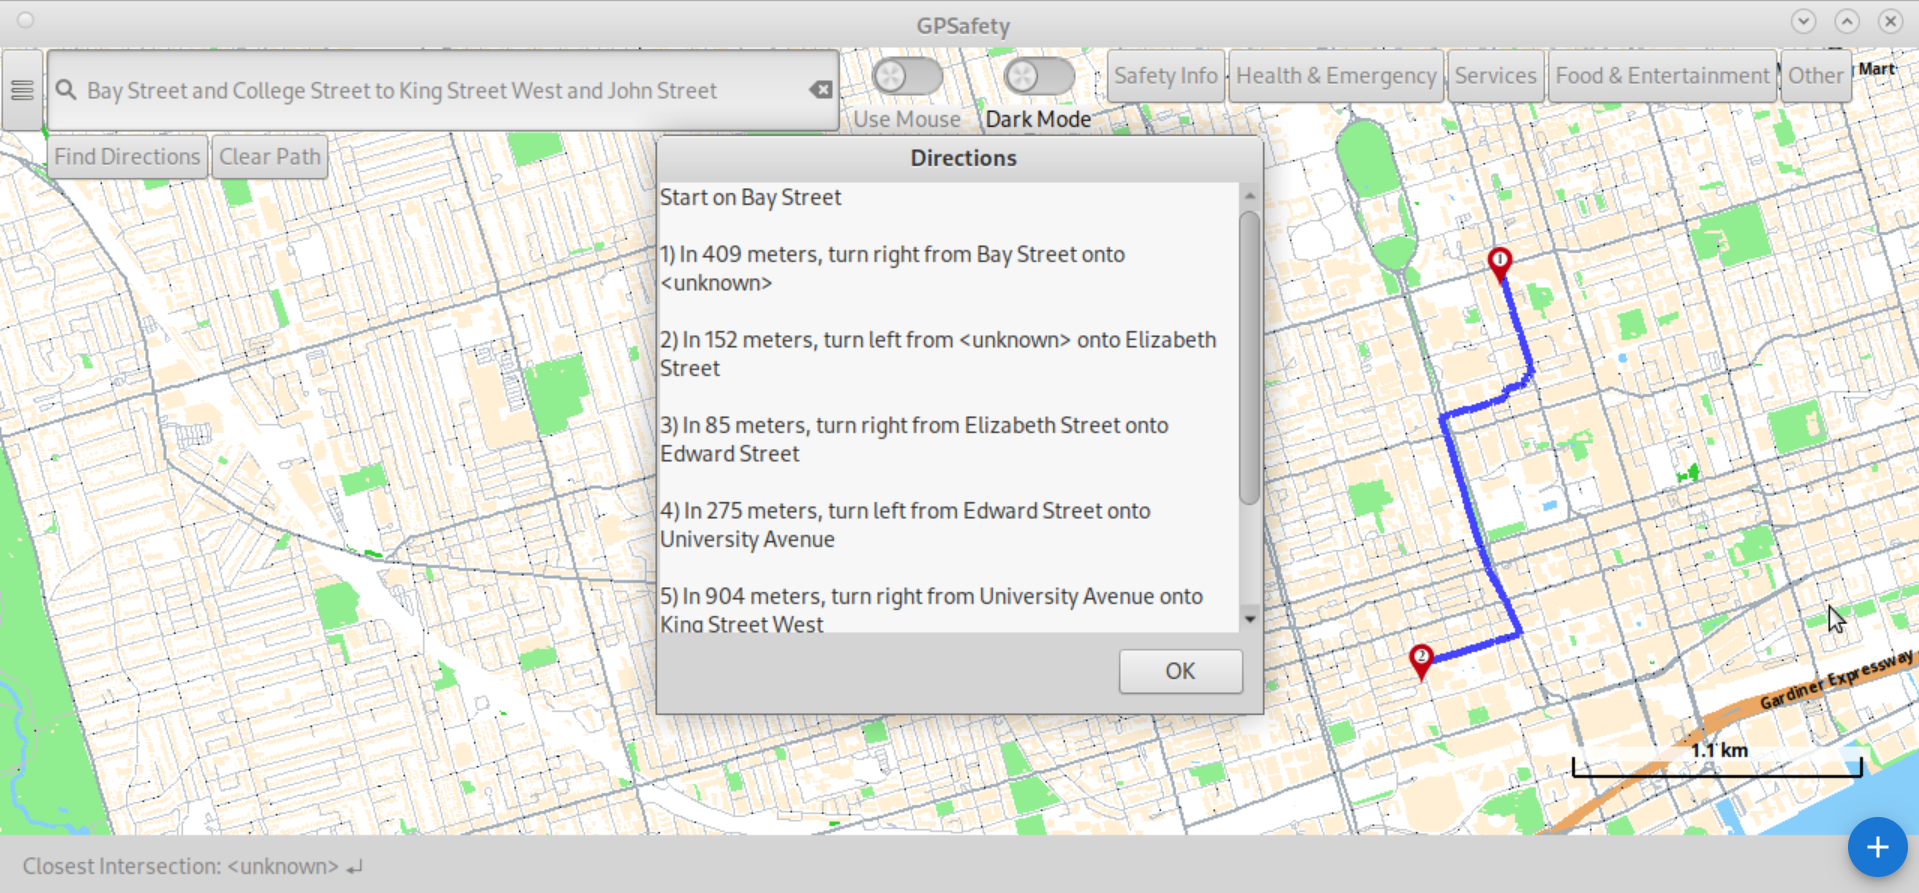 GPSafety
Bay Street and College Street to King Street West and John Street
Use Mouse
Dark Mode
Safety Info
Health & Emergency
Services
Food & Entertainment
Other
Mart
Find Directions
Clear Path
Directions
Start on Bay Street
1) In 409 meters, turn right from Bay Street onto
<unknown>
2) In 152 meters, turn left from <unknown> onto Elizabeth
Street
3) In 85 meters, turn right from Elizabeth Street onto
Edward Street
4) In 275 meters, turn left from Edward Street onto
University Avenue
5) In 904 meters, turn right from University Avenue onto
King Street West
OK
1
2
Gardiner Expressway
1.1 km
Closest Intersection: <unknown>